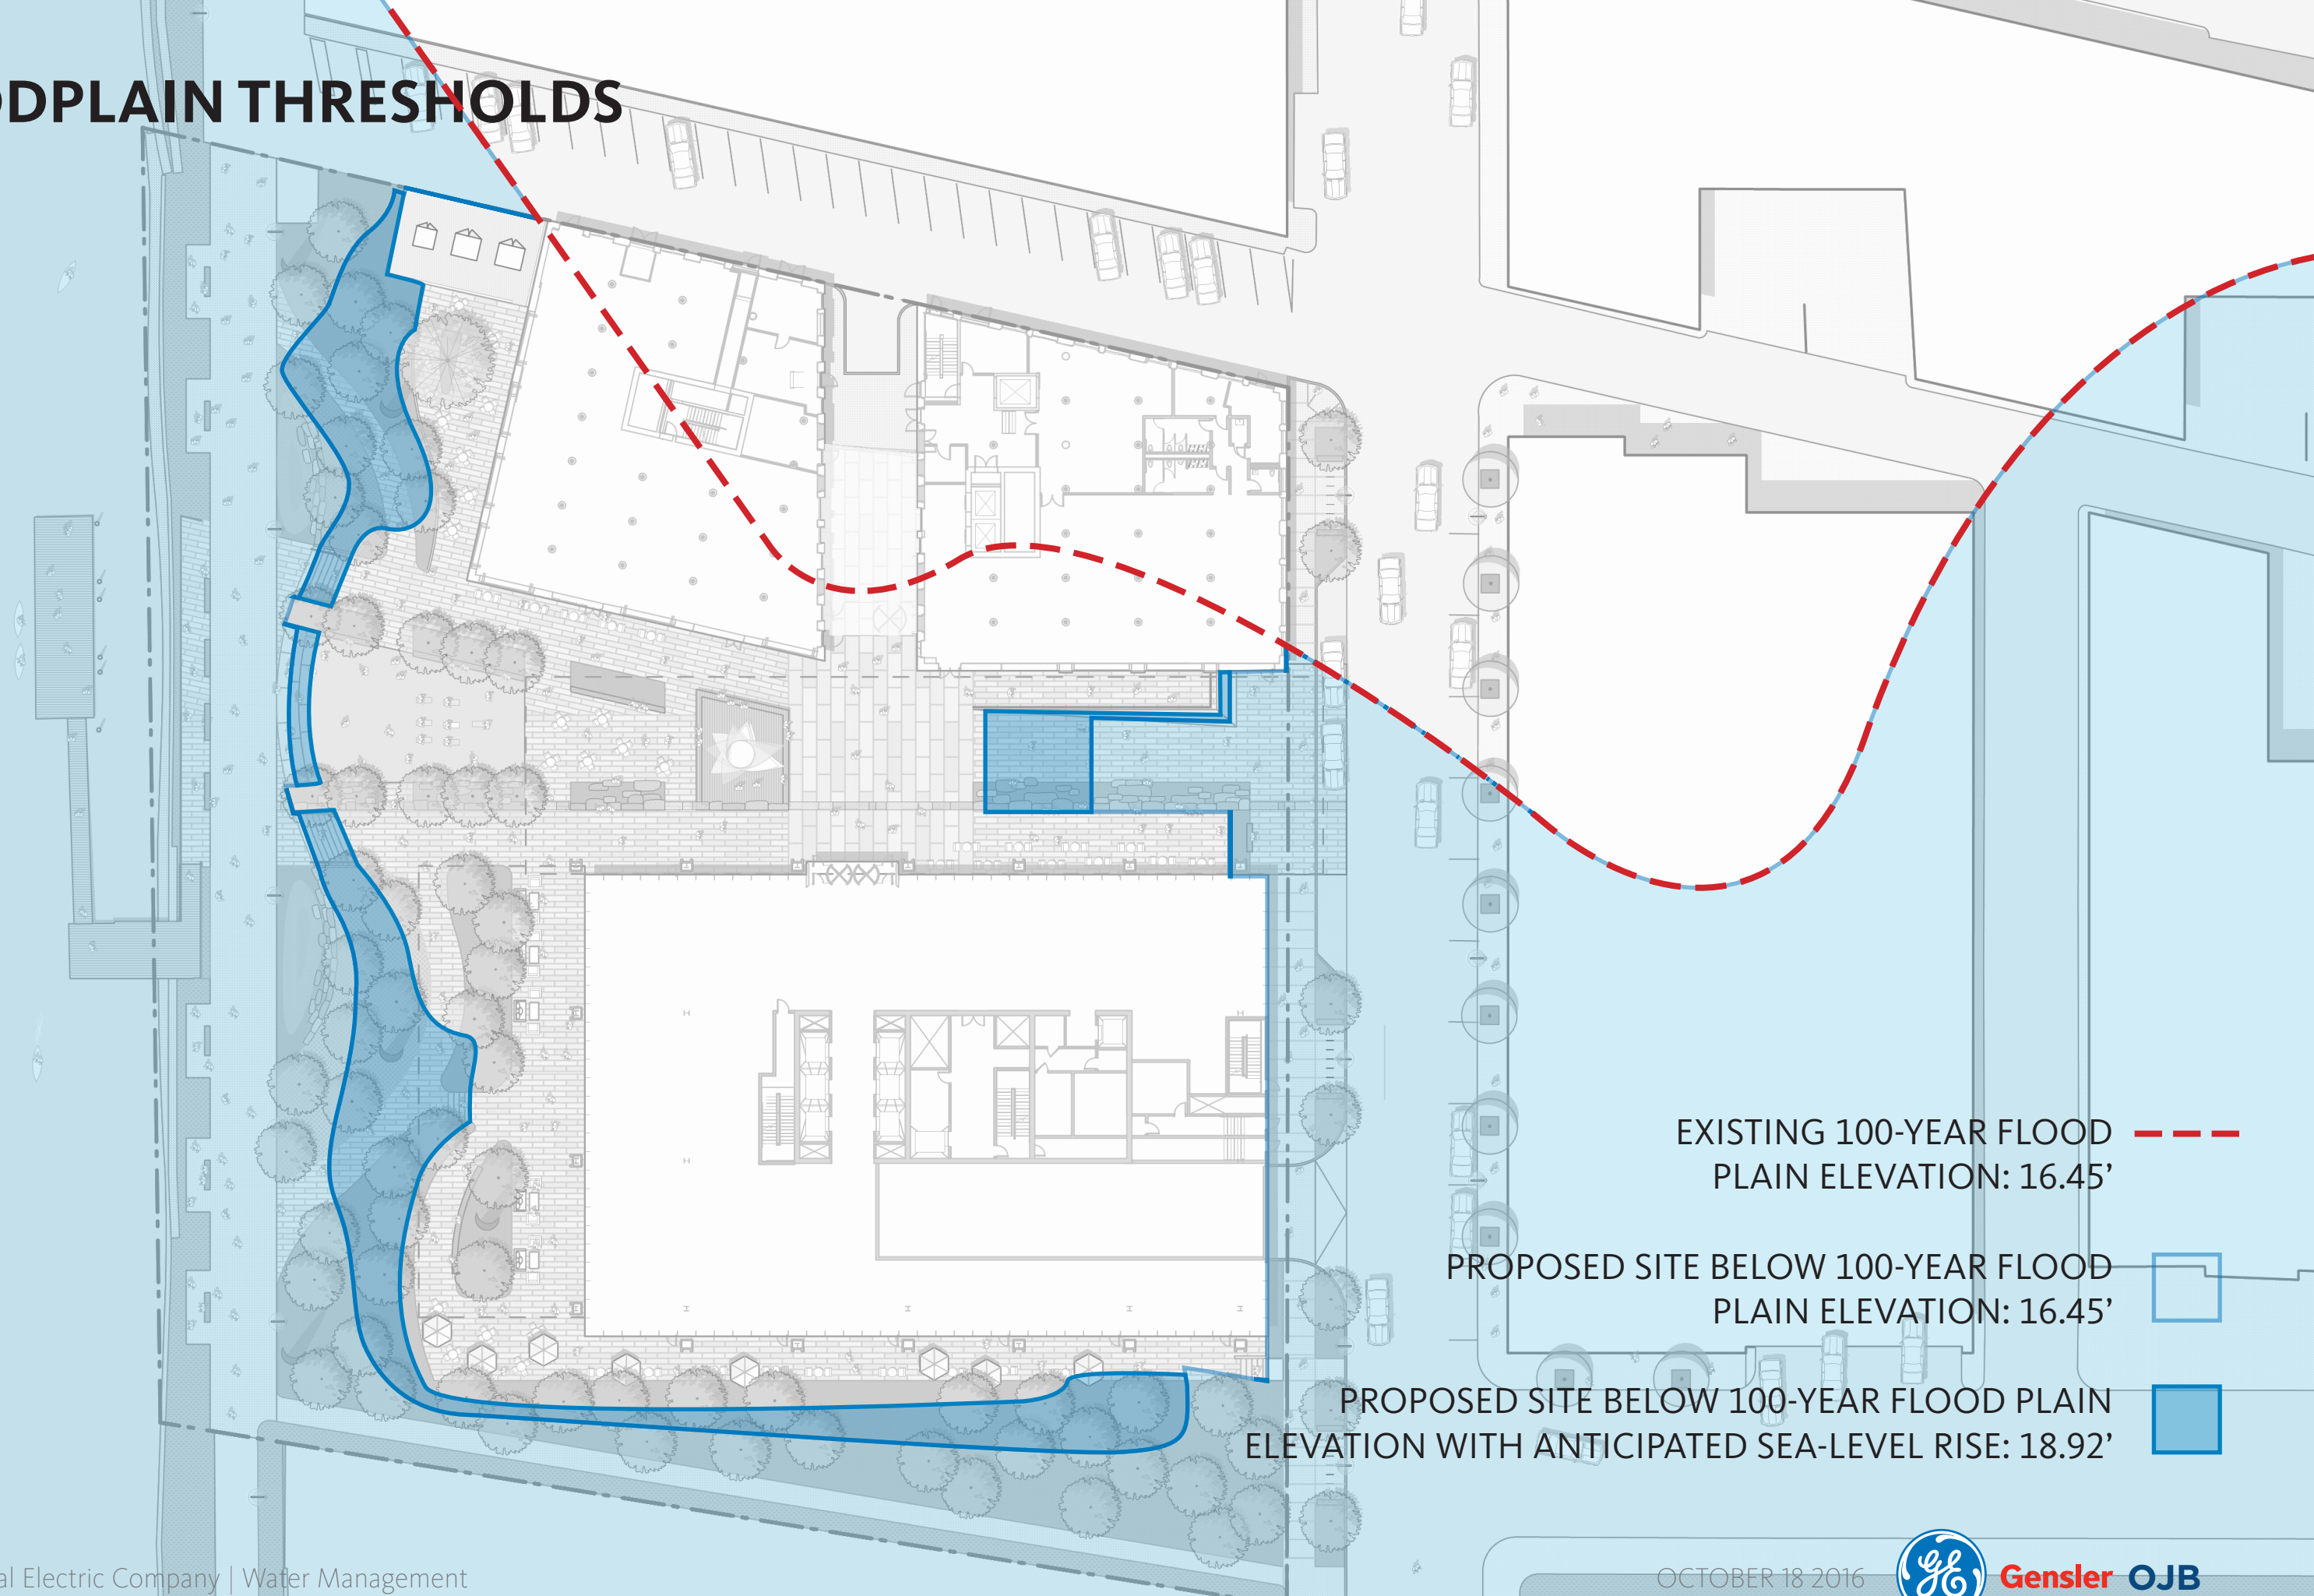 ODPLAIN THRESHOLDS
EXISTING 100-YEAR FLOOD
PLAIN ELEVATION: 16.45’
PROPOSED SITE BELOW 100-YEAR FLOOD
PLAIN ELEVATION: 16.45’
PROPOSED SITE BELOW 100-YEAR FLOOD PLAIN
ELEVATION WITH ANTICIPATED SEA-LEVEL RISE: 18.92’
al Electric Company | Water Management
OCTOBER 18 2016
GE
Gensler
OJB